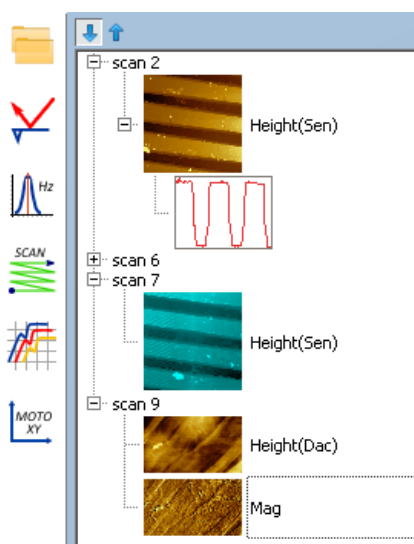 scan 2
Height(Sen)
Hz
SCAN
scan 6
scan 7
Height(Sen)
MOTO
XY
scan 9
Height(Dac)
Mag